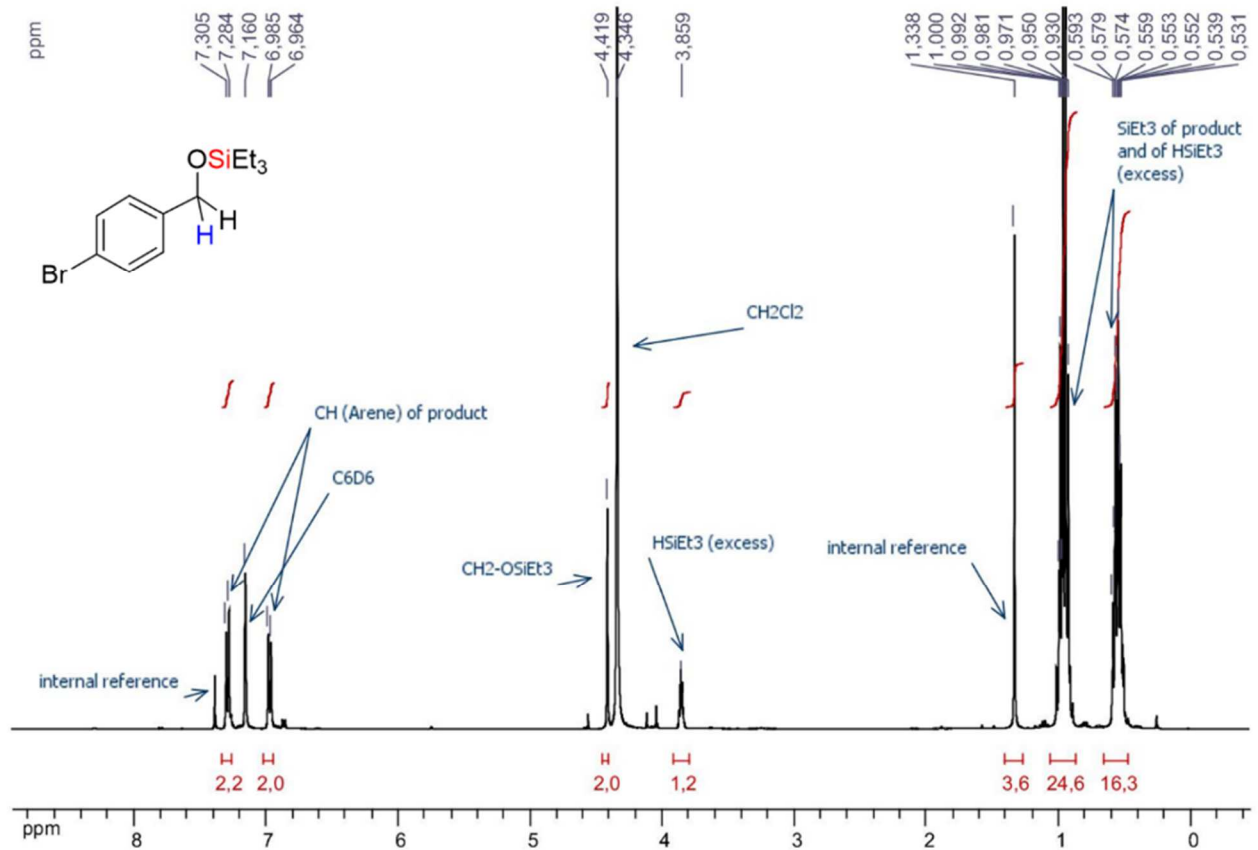 ppm
7,305
7,284
7,160
6,985
6,964
4,419
4,346
3,859
1,338
1,000
0,992
0,981
0,971
0,950
0,930
0,593
0,579
0,574
0,559
0,553
0,552
0,539
0,531
OSiEt3
H
H
Br
SiEt3 of product
and of HSiEt3
(excess)
CH2Cl2
CH (Arene) of product
C6D6
CH2-OSiEt3
HSiEt3 (excess)
internal reference
internal reference
2,2
2,0
2,0
1,2
3,6
24,6
16,3
ppm
8
7
6
5
4
3
2
1
0